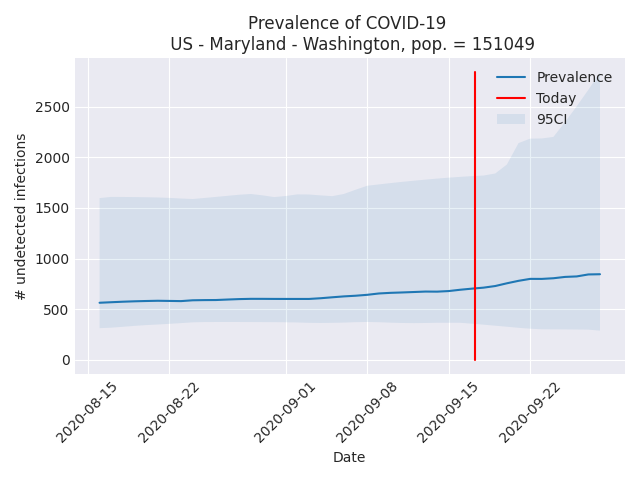 Prevalence of COVID-19
US - Maryland - Washington, pop. = 151049
Prevalence
Today
95CI
# undetected infections
2500
2000
1500
1000
500
0
2020-08-15
2020-08-22
2020-09-01
2020-09-08
2020-09-15
2020-09-22
Date